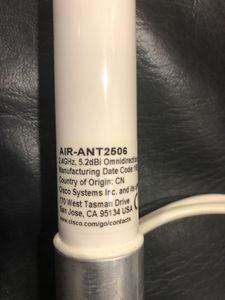 AIR-ANT2506
2.4GHz, 5.2dBi Omnidirectional
Manufacturing Date Code:
Country of Origin: CN
Cisco Systems Inc. and its
170 West Tasman Drive
San Jose, CA 95134 USA
www.cisco.com/go/contacts